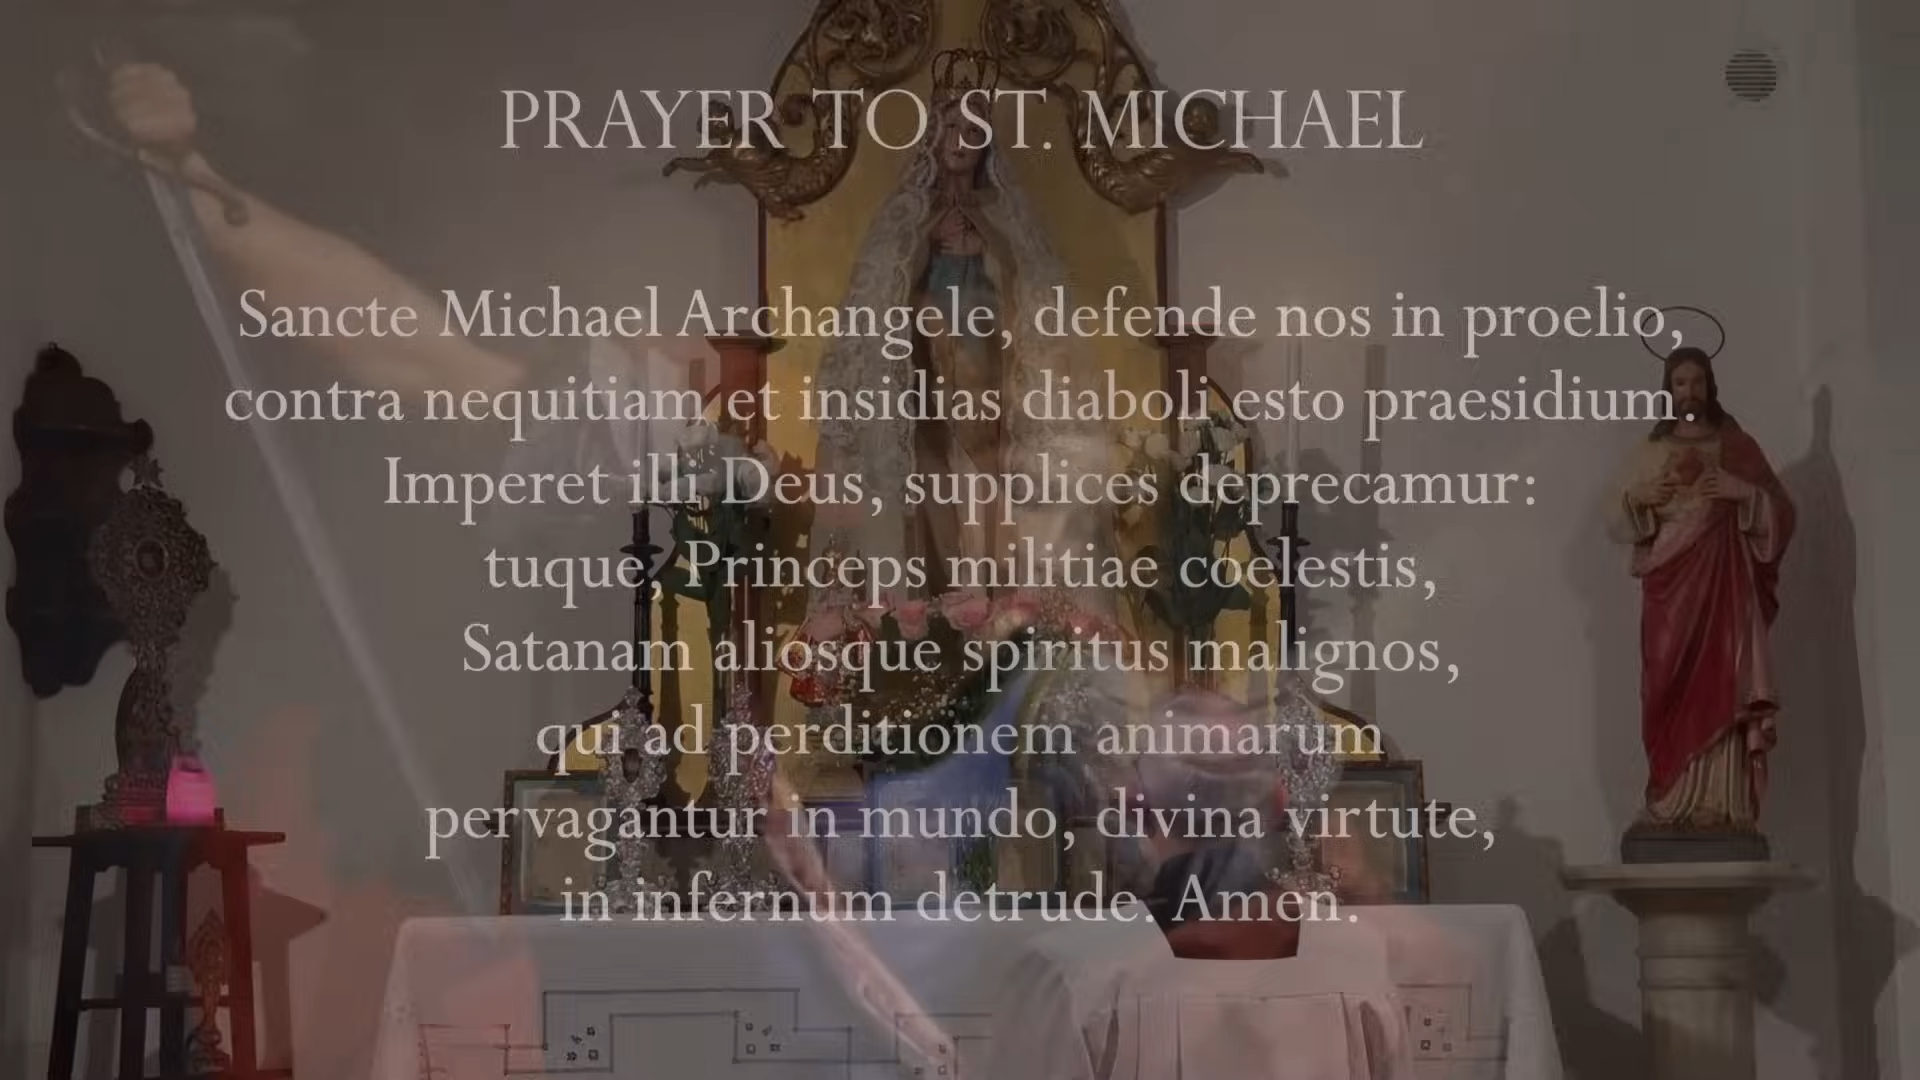 PRAYER TO ST. MICHAEL
Sancte Michael Archangele, defende nos in proelio,
contra nequitiam et insidias diaboli esto praesidium.
Imperet illi Deus, supplices deprecamur:
tuque, Princeps militiae coelestis,
Satanam aliosque spiritus malignos,
qui ad perditionem animarum
pervagantur in mundo, divina virtute,
in infernum detrude. Amen.